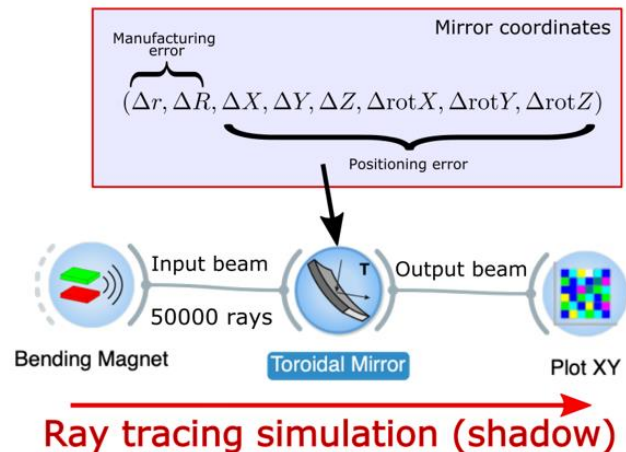 Manufacturing
error
Mirror coordinates
(Δr, ΔR, ΔX, ΔY, ΔZ, ΔrotX, ΔrotY, ΔrotZ)
Positioning error
Input beam
50000 rays
T
Output beam
Bending Magnet
Toroidal Mirror
Plot XY
Ray tracing simulation (shadow)